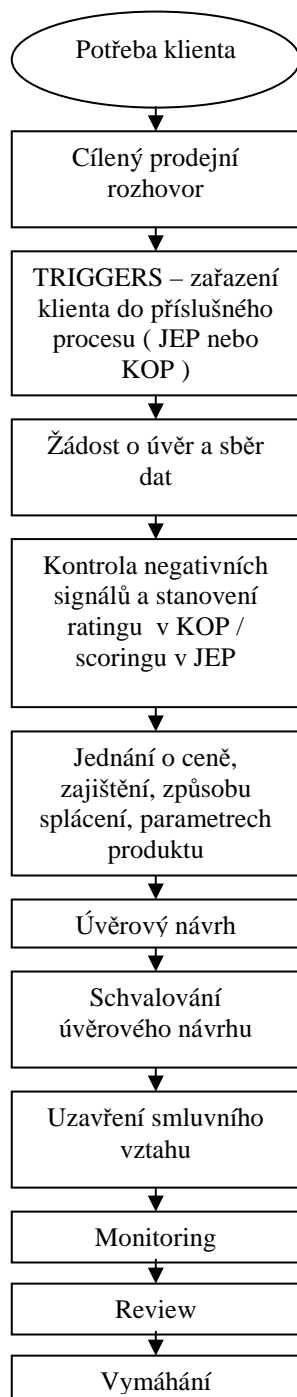 Potřeba klienta
Cílený prodejní
rozhovor
TRIGGERS – zařazení
klienta do příslušného
procesu ( JEP nebo
KOP )
Žádost o úvěr a sběr
dat
Kontrola negativních
signálů a stanovení
ratingu v KOP /
scoringu v JEP
Jednání o ceně,
zajištění, způsobu
splácení, parametrech
produktu
Úvěrový návrh
Schvalování
úvěrového návrhu
Uzavření smluvního
vztahu
Monitoring
Review
Vymáhání